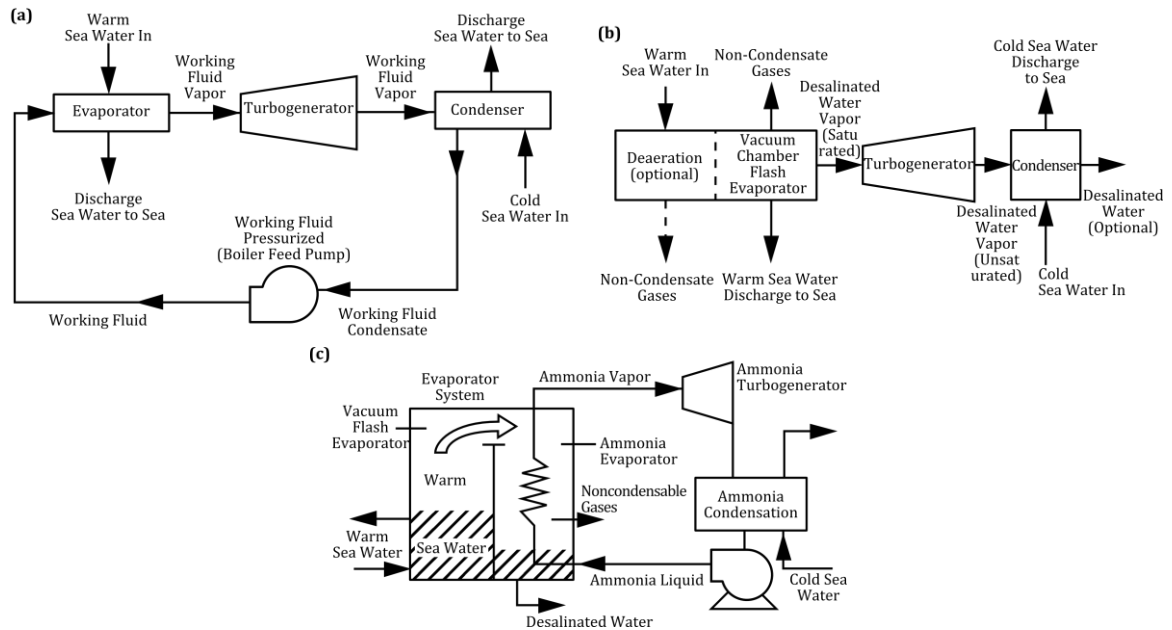 (a)
Warm
Sea Water In
Discharge
Sea Water to Sea
Working
Fluid
Vapor
Working
Fluid
Vapor
Evaporator
Turbogenerator
Condenser
Discharge
Sea Water to Sea
Cold
Sea Water In
Working Fluid
Pressurized
(Boiler Feed Pump)
Working Fluid
Working Fluid
Condensate
(b)
Warm
Sea Water In
Non-Condensate
Gases
Cold Sea Water
Discharge
to Sea
Desalinated
Water
Vapor
(Satu
rated)
Deaeration
(optional)
Vacuum
Chamber
Flash
Evaporator
Turbogenerator
Condenser
Desalinated
Water
(Optional)
Desalinated
Water
Vapor
(Unsat
urated)
Non-Condensate
Gases
Warm Sea Water
Discharge to Sea
Cold
Sea Water In
(c)
Evaporator
System
Ammonia Vapor
Ammonia
Turbogenerator
Vacuum
Flash
Evaporator
Ammonia
Evaporator
Warm
Noncondensable
Gases
Ammonia
Condensation
Warm
Sea Water
Sea Water
Ammonia Liquid
Cold Sea
Water
Desalinated Water